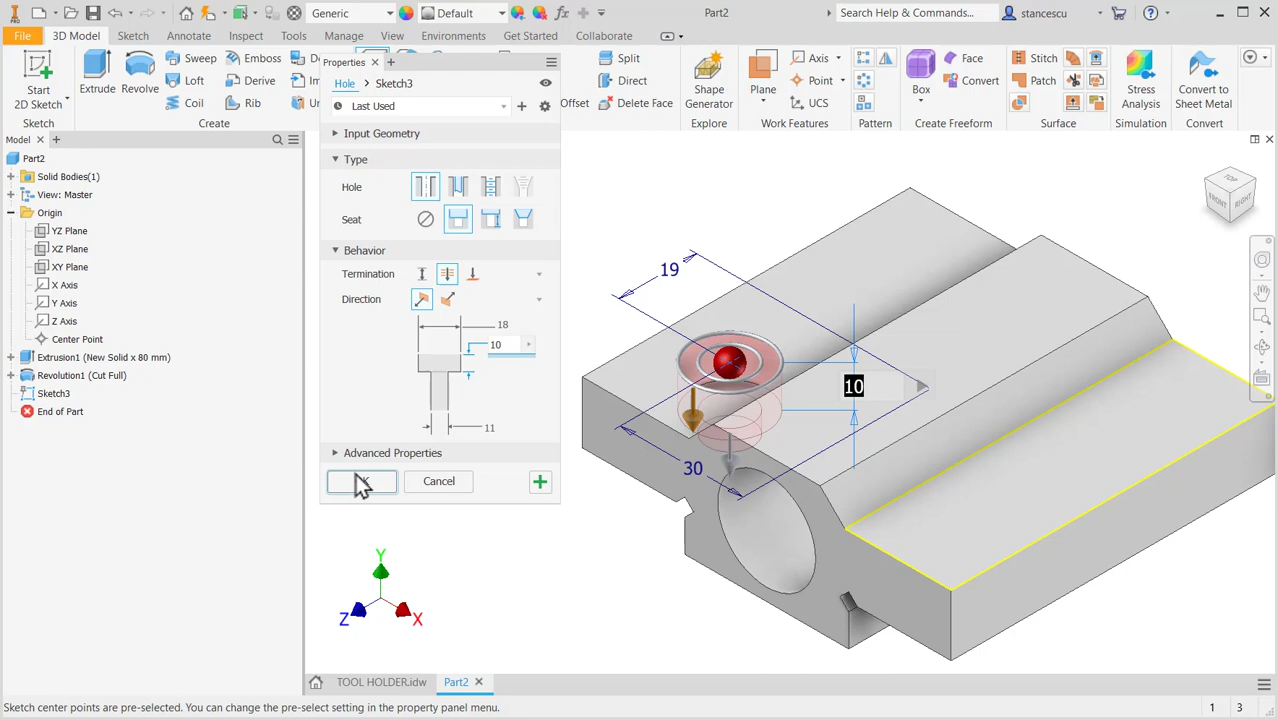 Generic
Default
Part2
Search Help & Commands...
stancescu
PRO
File
3D Model
Sketch
Annotate
Inspect
Tools
Manage
View
Environments
Get Started
Collaborate
Start
2D Sketch
Sketch
Extrude
Revolve
Sweep
Loft
Coil
Emboss
Derive
Rib
Create
Split
Direct
Delete Face
Offset
Shape
Generator
Explore
Plane
Axis
Point
UCS
Work Features
Pattern
Box
Face
Convert
Create Freeform
Stitch
Patch
Surface
Stress
Analysis
Simulation
Convert to
Sheet Metal
Convert
Model
Part2
Solid Bodies(1)
View: Master
Origin
YZ Plane
XZ Plane
XY Plane
X Axis
Y Axis
Z Axis
Center Point
Extrusion1 (New Solid x 80 mm)
Revolution1 (Cut Full)
Sketch3
End of Part
Properties
Hole
Sketch3
Last Used
Input Geometry
Type
Hole
Seat
Behavior
Termination
Direction
18
10
11
Advanced Properties
Cancel
19
10
30
TOP
FRONT
RIGHT
Y
Z
X
TOOL HOLDER.idw
Part2
Sketch center points are pre-selected. You can change the pre-select setting in the property panel menu.
1
3